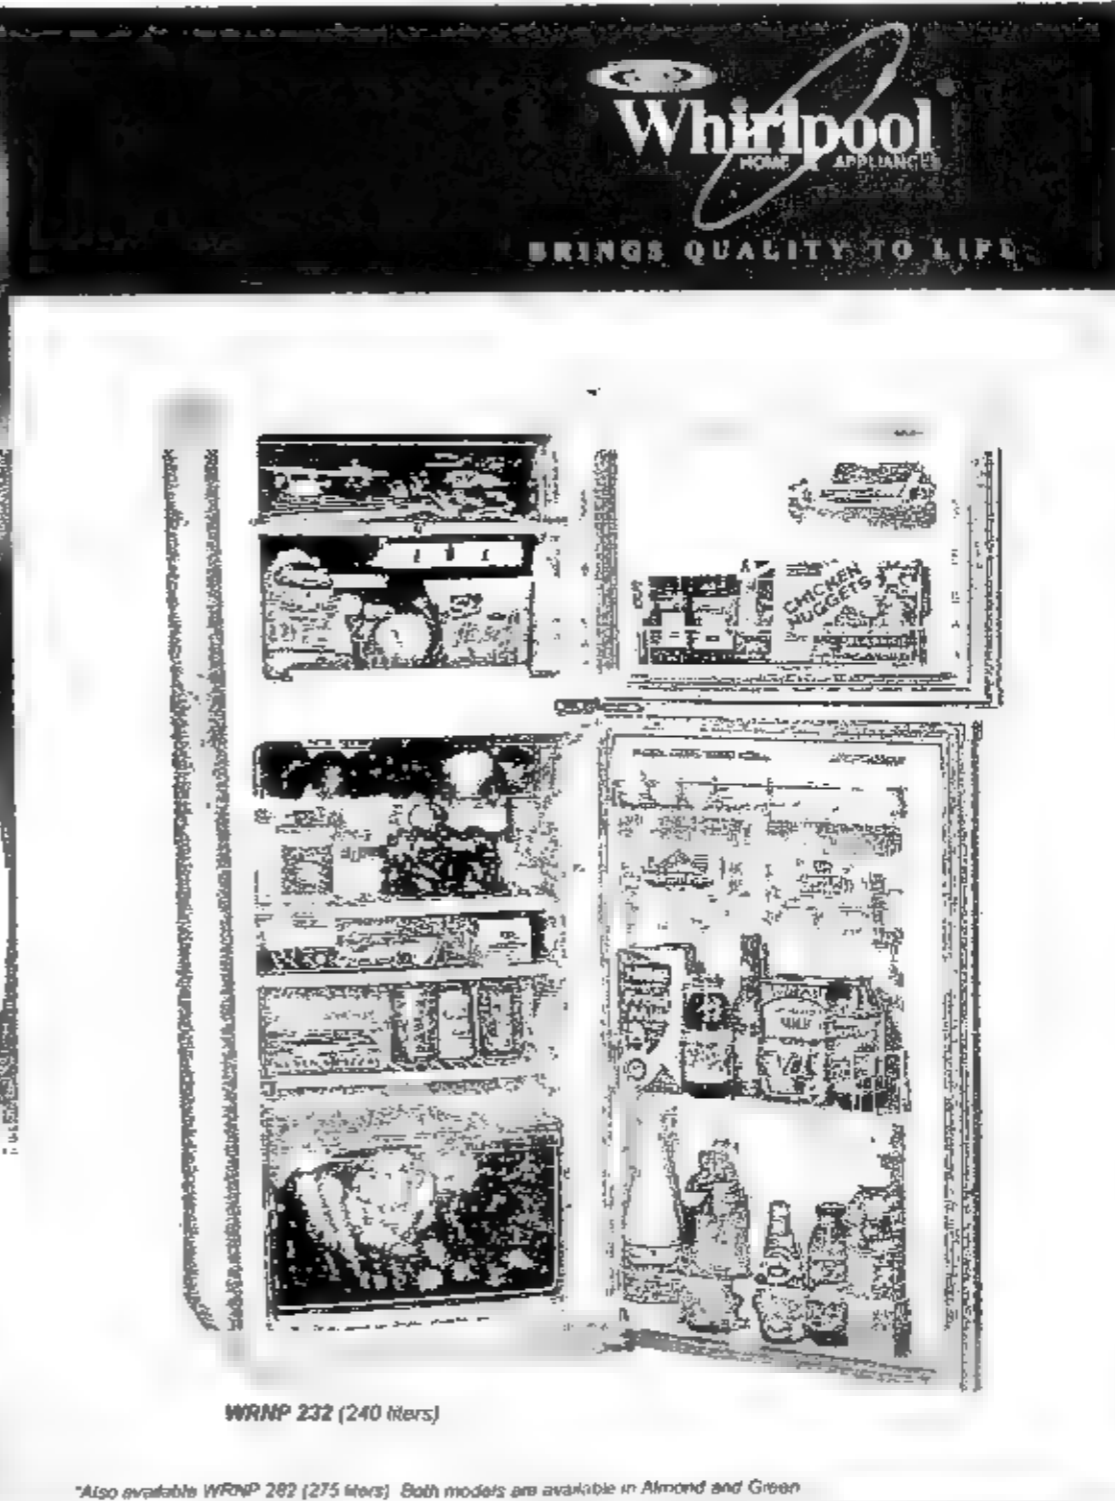 Whirlpool
HOME APPLIANCES
BRINGS QUALITY TO LIFE
CHICKEN
NUGGETS
MILK
WRNP 232 (240 liters)
*Also available WRNP 282 (275 liters) Both models are available in Almond and Green